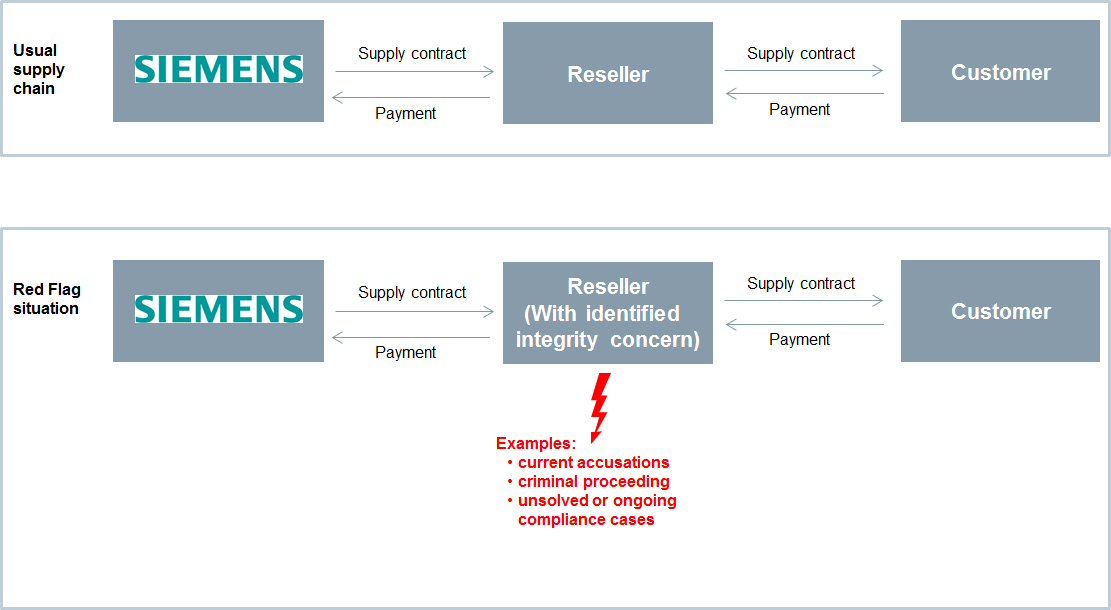 Usual
supply
chain
SIEMENS
Supply contract
Payment
Reseller
Supply contract
Payment
Customer
Red Flag
situation
SIEMENS
Supply contract
Payment
Reseller
(With identified
integrity concern)
Supply contract
Payment
Customer
Examples:
• current accusations
• criminal proceeding
• unsolved or ongoing
compliance cases